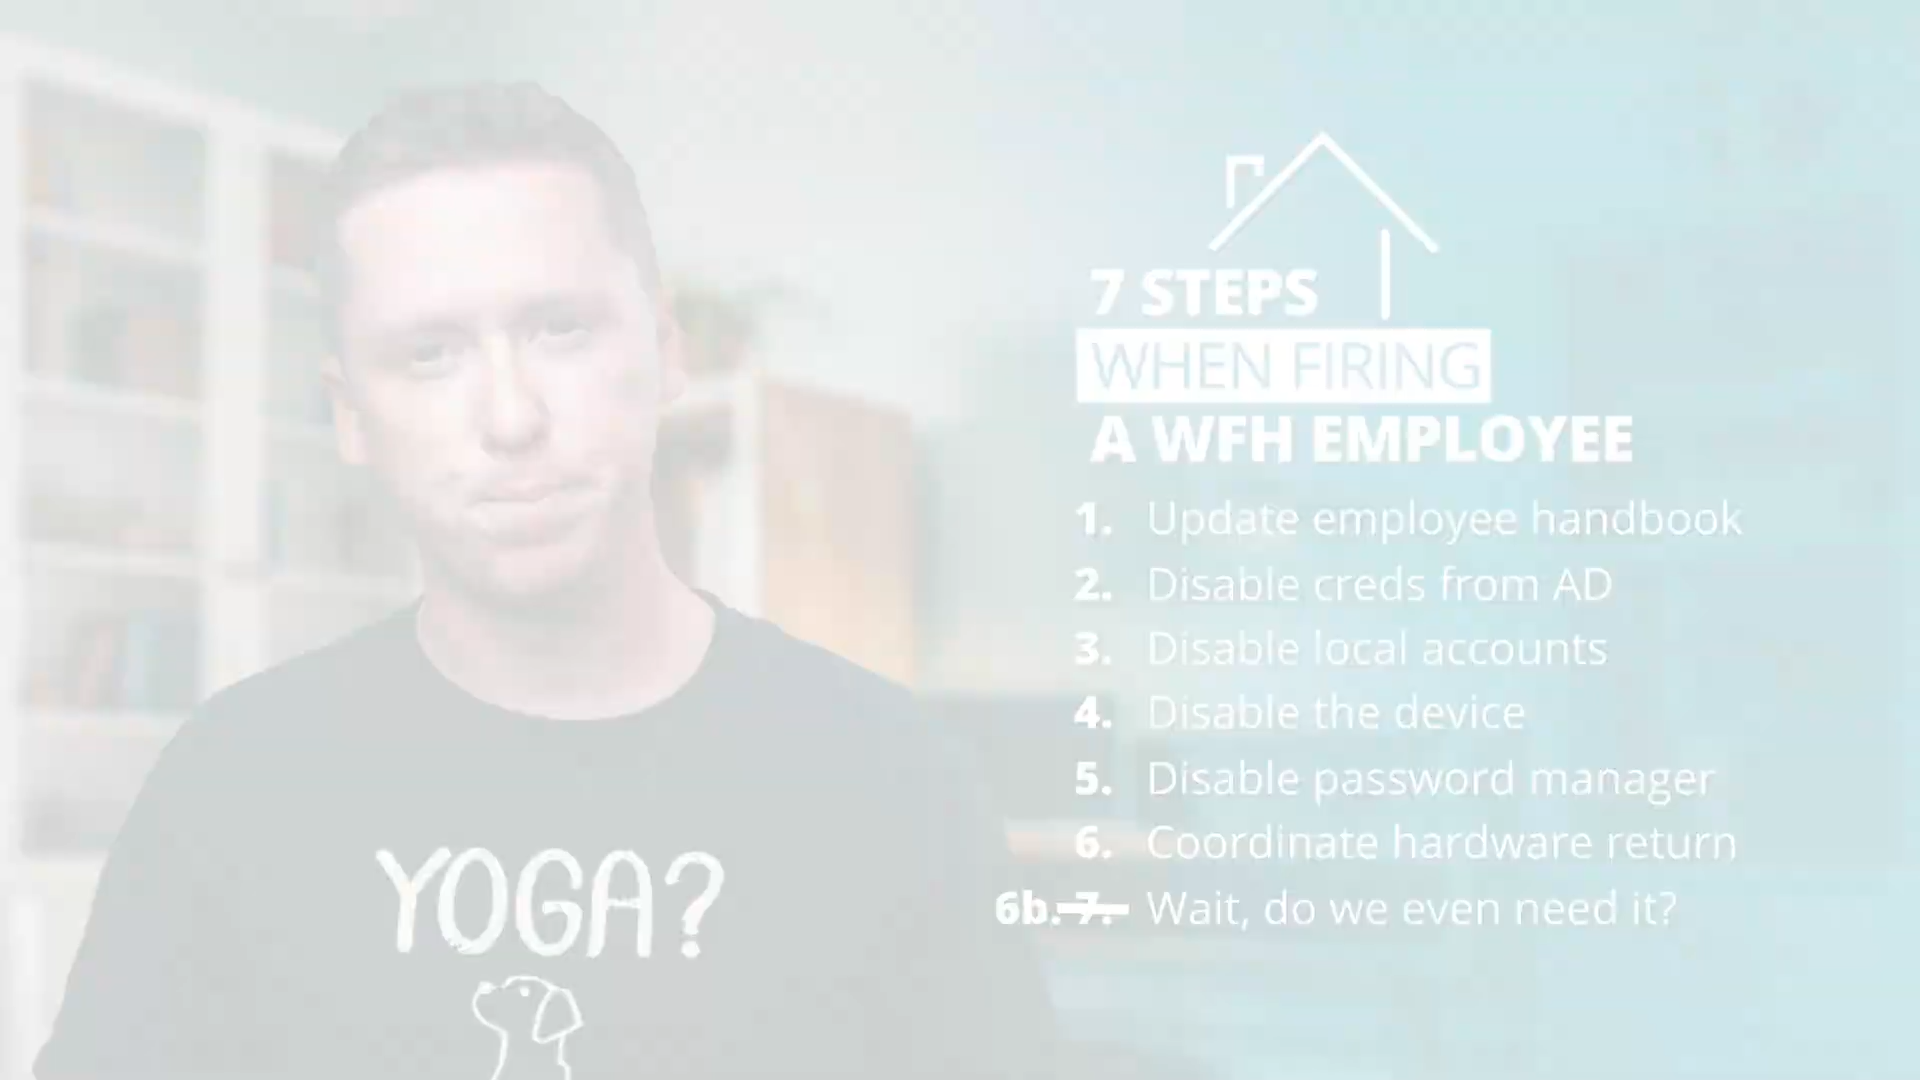 7 STEPS
WHEN FIRING
A WFH EMPLOYEE
1. Update employee handbook
2. Disable creds from AD
3. Disable local accounts
4. Disable the device
5. Disable password manager
6. Coordinate hardware return
6b. 7. Wait, do we even need it?
YOGA?